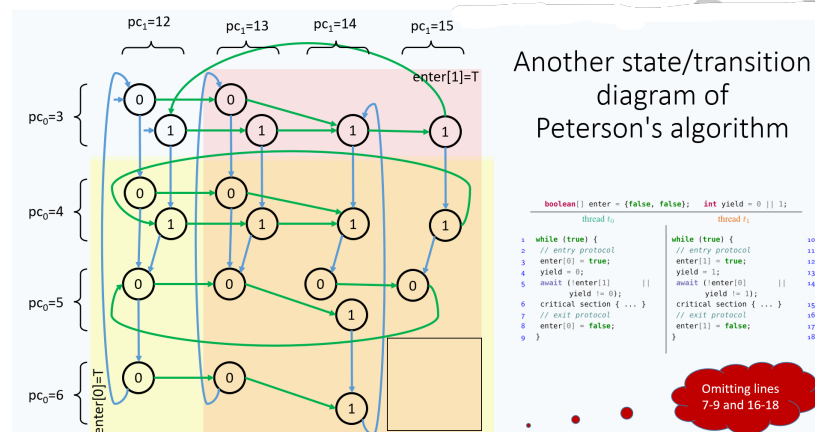 pc1=12 pc1=13 pc1=14 pc1=15
enter[1]=T
pc0=3
0 0
1 1 1 1
pc0=4
0 0
1 1 1 1
pc0=5
0 0 0 0
1
pc0=6
0 0
1
enter[0]=T
Another state/transition
diagram of
Peterson's algorithm
boolean[] enter = {false, false}; int yield = 0 || 1;
thread t0 thread t1
1 while (true) { while (true) { 10
2 // entry protocol // entry protocol 11
3 enter[0] = true; enter[1] = true; 12
4 yield = 0; yield = 1; 13
5 await (!enter[1] || await (!enter[0] || 14
yield != 0); yield != 1);
6 critical section { ... } critical section { ... } 15
7 // exit protocol // exit protocol 16
8 enter[0] = false; enter[1] = false; 17
9 } } 18
Omitting lines
7-9 and 16-18